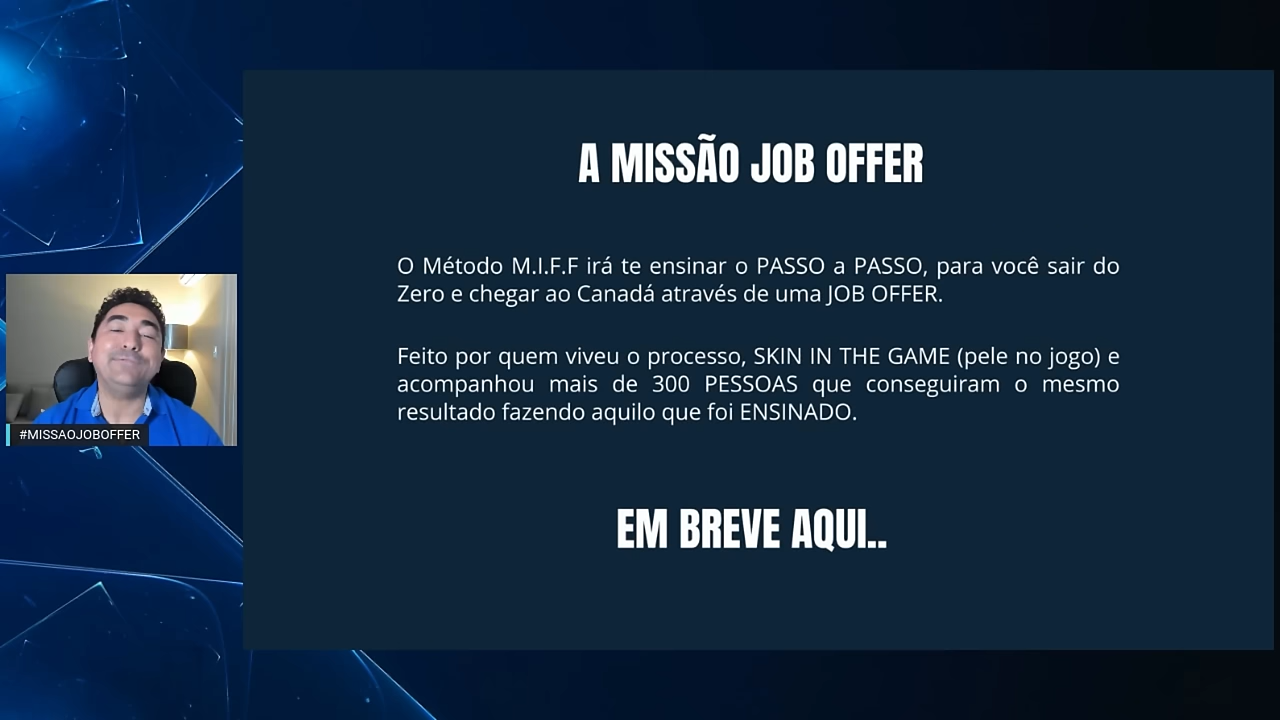 A MISSÃO JOB OFFER
O Método M.I.F.F irá te ensinar o PASSO a PASSO, para você sair do
Zero e chegar ao Canadá através de uma JOB OFFER.
Feito por quem viveu o processo, SKIN IN THE GAME (pele no jogo) e
acompanhou mais de 300 PESSOAS que conseguiram o mesmo
resultado fazendo aquilo que foi ENSINADO.
#MISSAOJOBOFFER
EM BREVE AQUI..